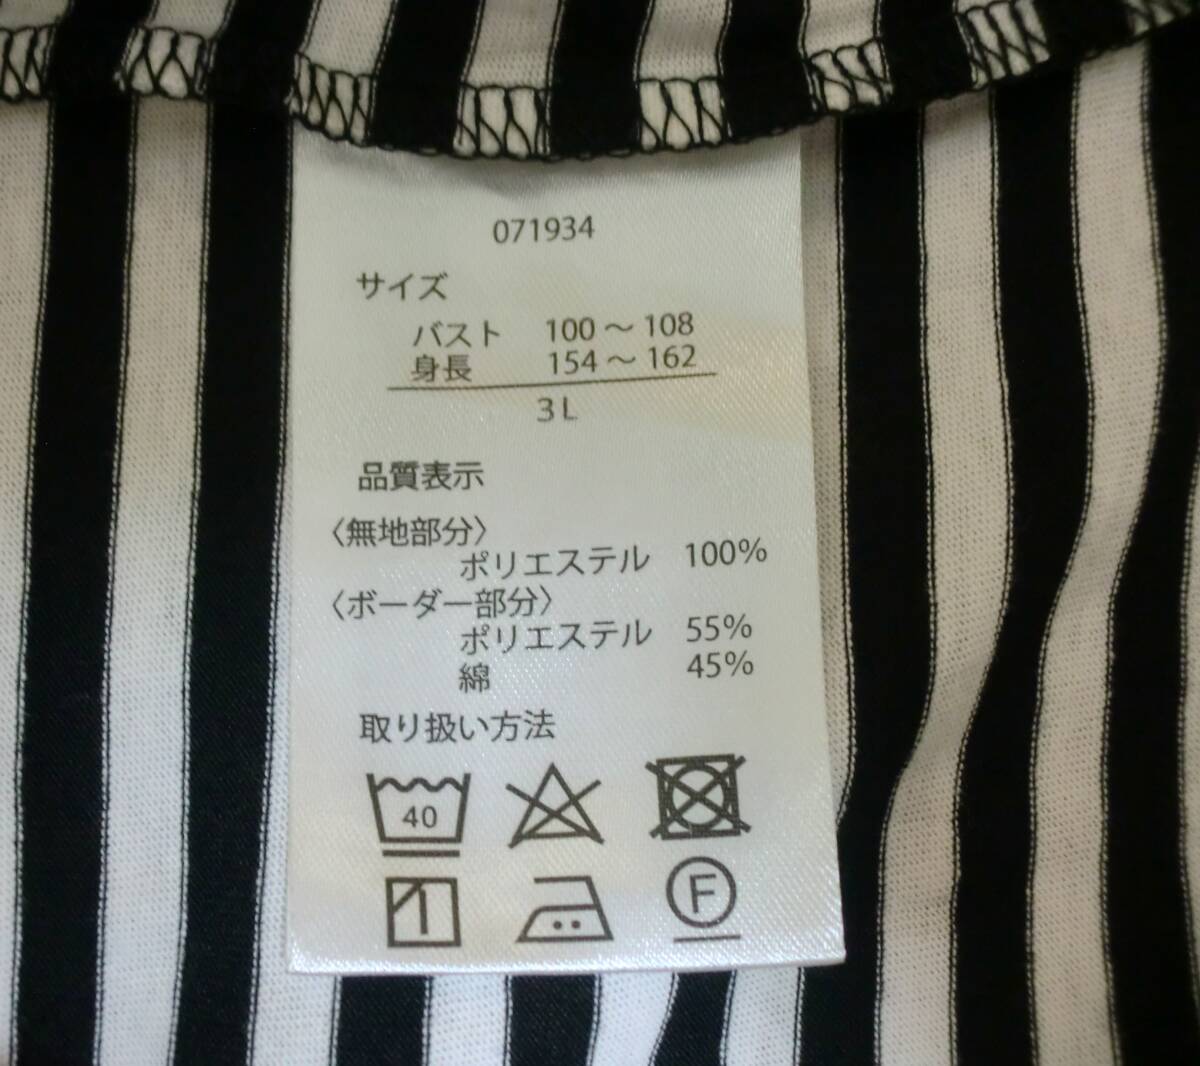 071934
サイズ
バスト 100～108
身長 154～162
3L
品質表示
〈無地部分〉
ポリエステル 100%
〈ボーダー部分〉
ポリエステル 55%
綿 45%
取り扱い方法
40
F